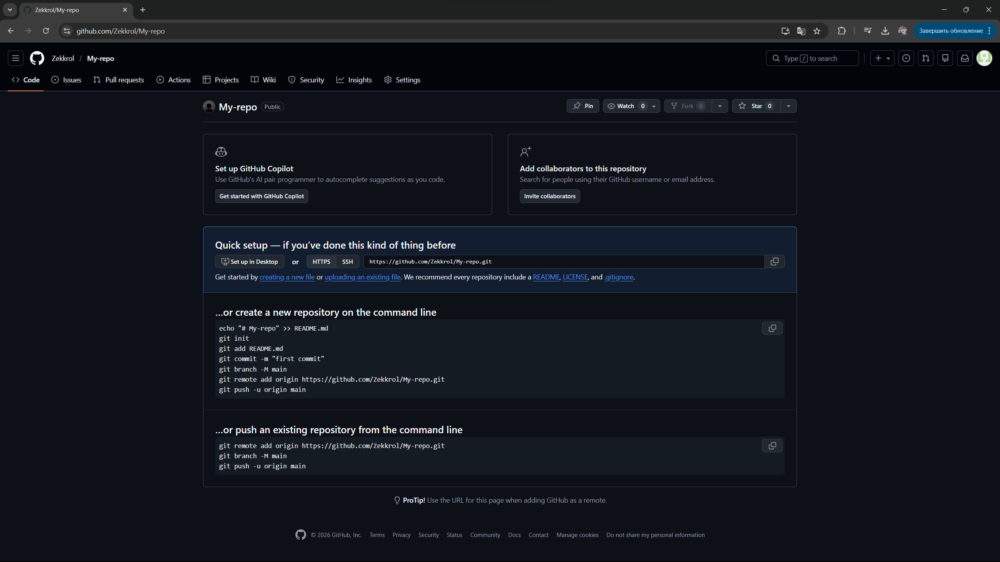 Zekkrol/My-repo
github.com/Zekkrol/My-repo
Завершить обновление
Zekkrol / My-repo
Type / to search
Code Issues Pull requests Actions Projects Wiki Security Insights Settings
My-repo Public
Pin Watch 0 Fork 0 Star 0
Set up GitHub Copilot
Use GitHub's AI pair programmer to autocomplete suggestions as you code.
Get started with GitHub Copilot
Add collaborators to this repository
Search for people using their GitHub username or email address.
Invite collaborators
Quick setup — if you’ve done this kind of thing before
Set up in Desktop or HTTPS SSH https://github.com/Zekkrol/My-repo.git
Get started by creating a new file or uploading an existing file. We recommend every repository include a README, LICENSE, and .gitignore.
…or create a new repository on the command line
echo "# My-repo" >> README.md
git init
git add README.md
git commit -m "first commit"
git branch -M main
git remote add origin https://github.com/Zekkrol/My-repo.git
git push -u origin main
…or push an existing repository from the command line
git remote add origin https://github.com/Zekkrol/My-repo.git
git branch -M main
git push -u origin main
ProTip! Use the URL for this page when adding GitHub as a remote.
© 2026 GitHub, Inc. Terms Privacy Security Status Community Docs Contact Manage cookies Do not share my personal information